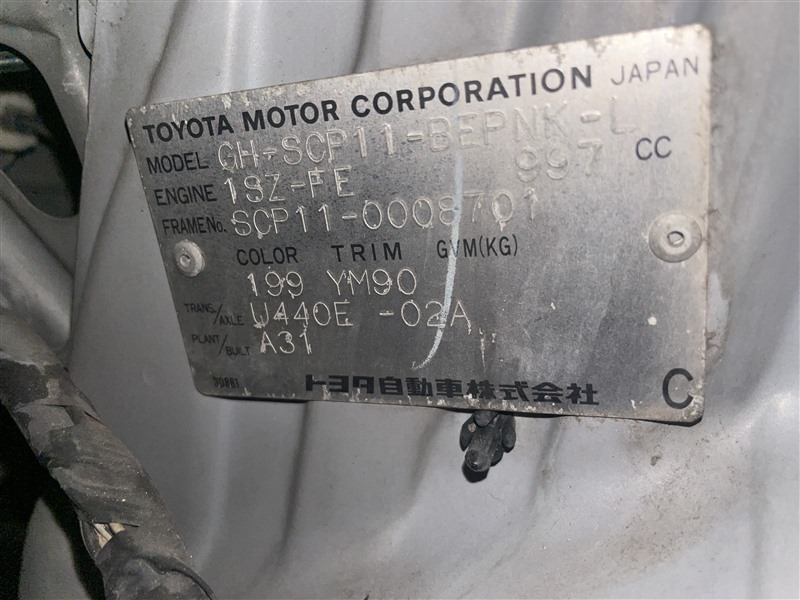 TOYOTA MOTOR CORPORATION JAPAN
MODEL GH-SCP11-BEPNK-L
ENGINE 1SZ-FE 997 CC
FRAME No. SCP11-0008701
COLOR TRIM GVM(KG)
199 YM90
TRANS./AXLE U440E -02A
PLANT/BUILT A31
トヨタ自動車株式会社 C